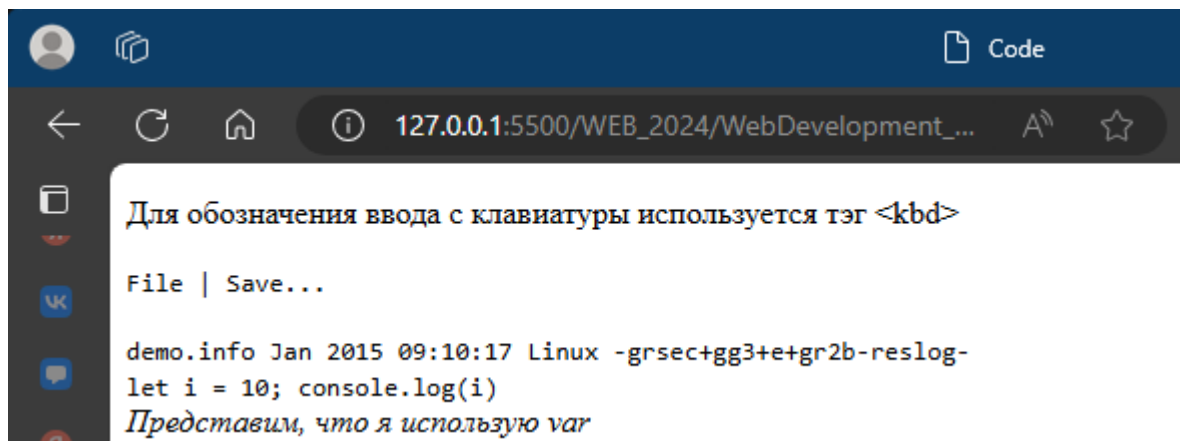 Code
127.0.0.1:5500/WEB_2024/WebDevelopment_...
Для обозначения ввода с клавиатуры используется тэг <kbd>
File | Save...
demo.info Jan 2015 09:10:17 Linux -grsec+gg3+e+gr2b-reslog-
let i = 10; console.log(i)
Представим, что я использую var